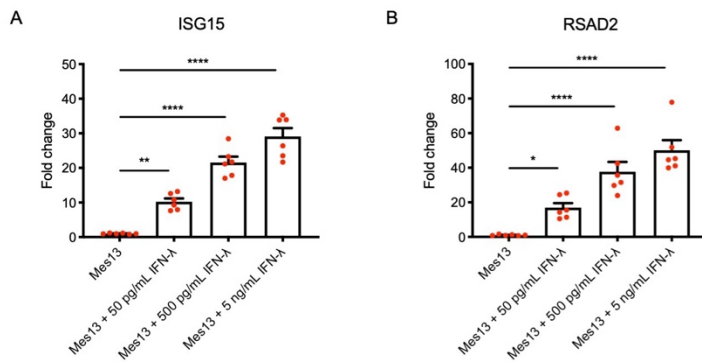 A
ISG15
Fold change
50
40
30
20
10
0
****
****
**
Mes13
Mes13 + 50 pg/mL IFN-λ
Mes13 + 500 pg/mL IFN-λ
Mes13 + 5 ng/mL IFN-λ
B
RSAD2
Fold change
100
80
60
40
20
0
****
****
*
Mes13
Mes13 + 50 pg/mL IFN-λ
Mes13 + 500 pg/mL IFN-λ
Mes13 + 5 ng/mL IFN-λ